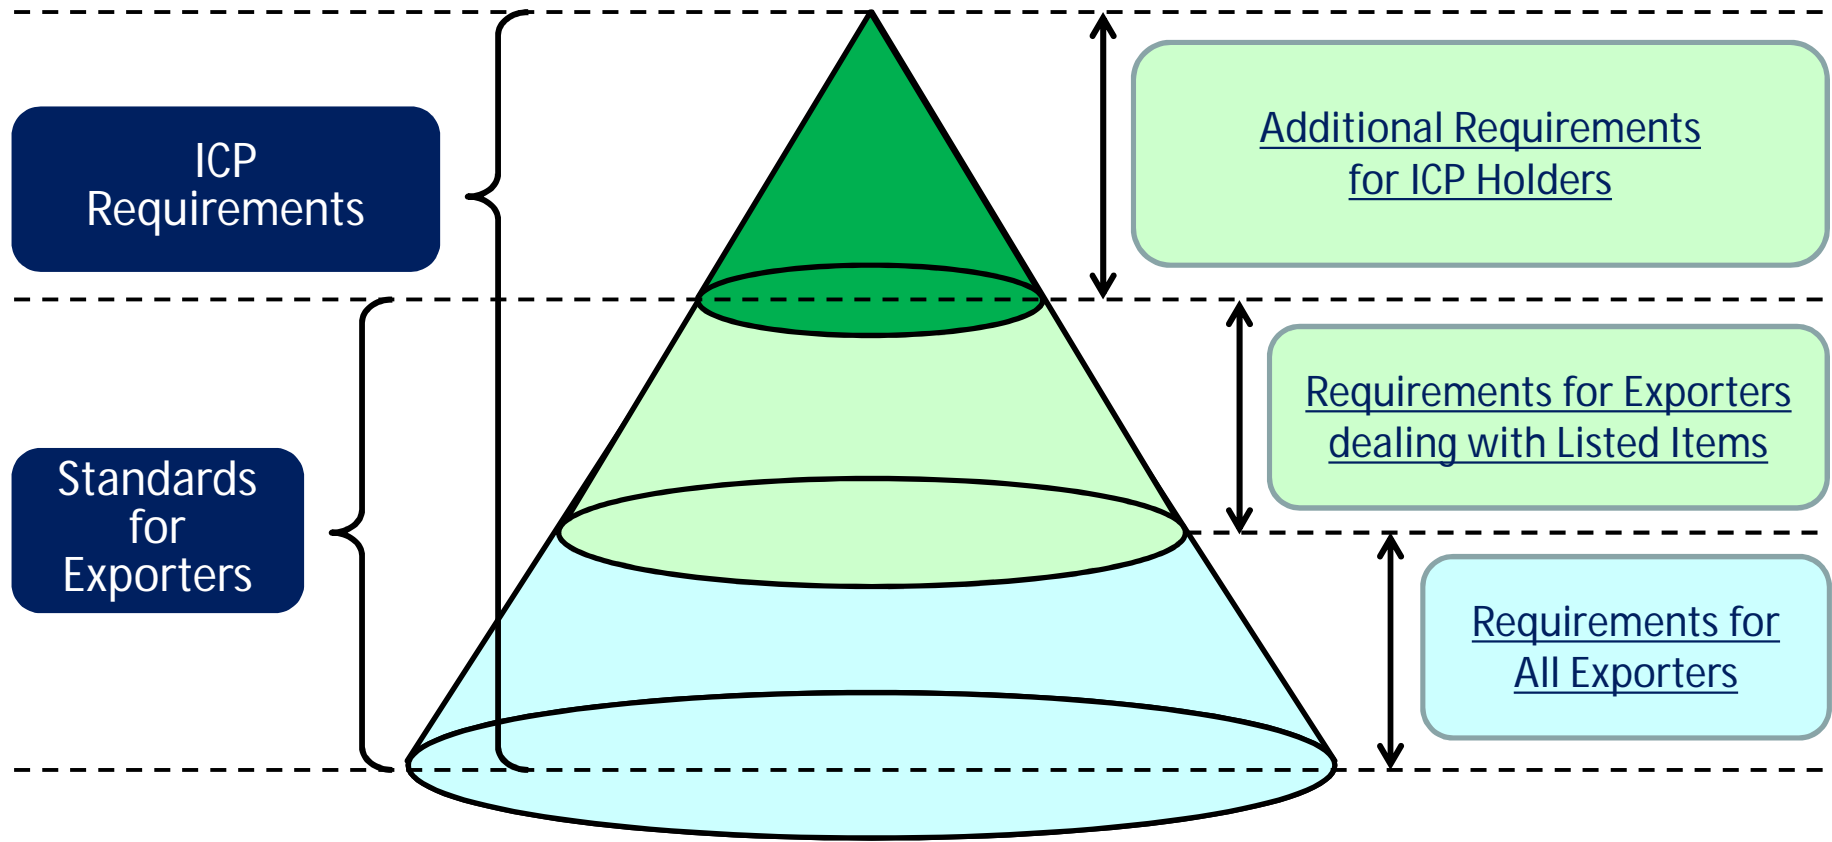 ICP
Requirements
Additional Requirements
for ICP Holders
Requirements for Exporters
dealing with Listed Items
Standards
for
Exporters
Requirements for
All Exporters